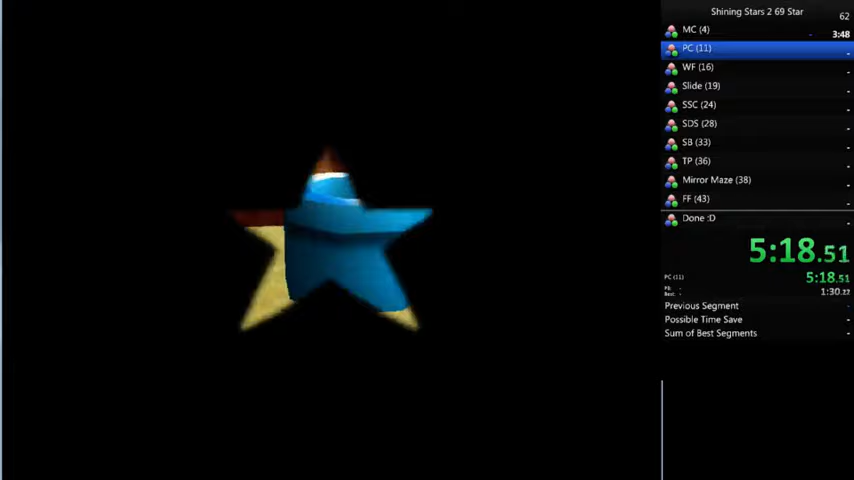 Shining Stars 2 69 Star
62
MC (4) - 3:48
PC (11) -
WF (16) -
Slide (19) -
SSC (24) -
SDS (28) -
SB (33) -
TP (36) -
Mirror Maze (38) -
FF (43) -
Done :D -
5:18.51
PC (11) 5:18.51
PB: -
Best: - 1:30.22
Previous Segment -
Possible Time Save -
Sum of Best Segments -